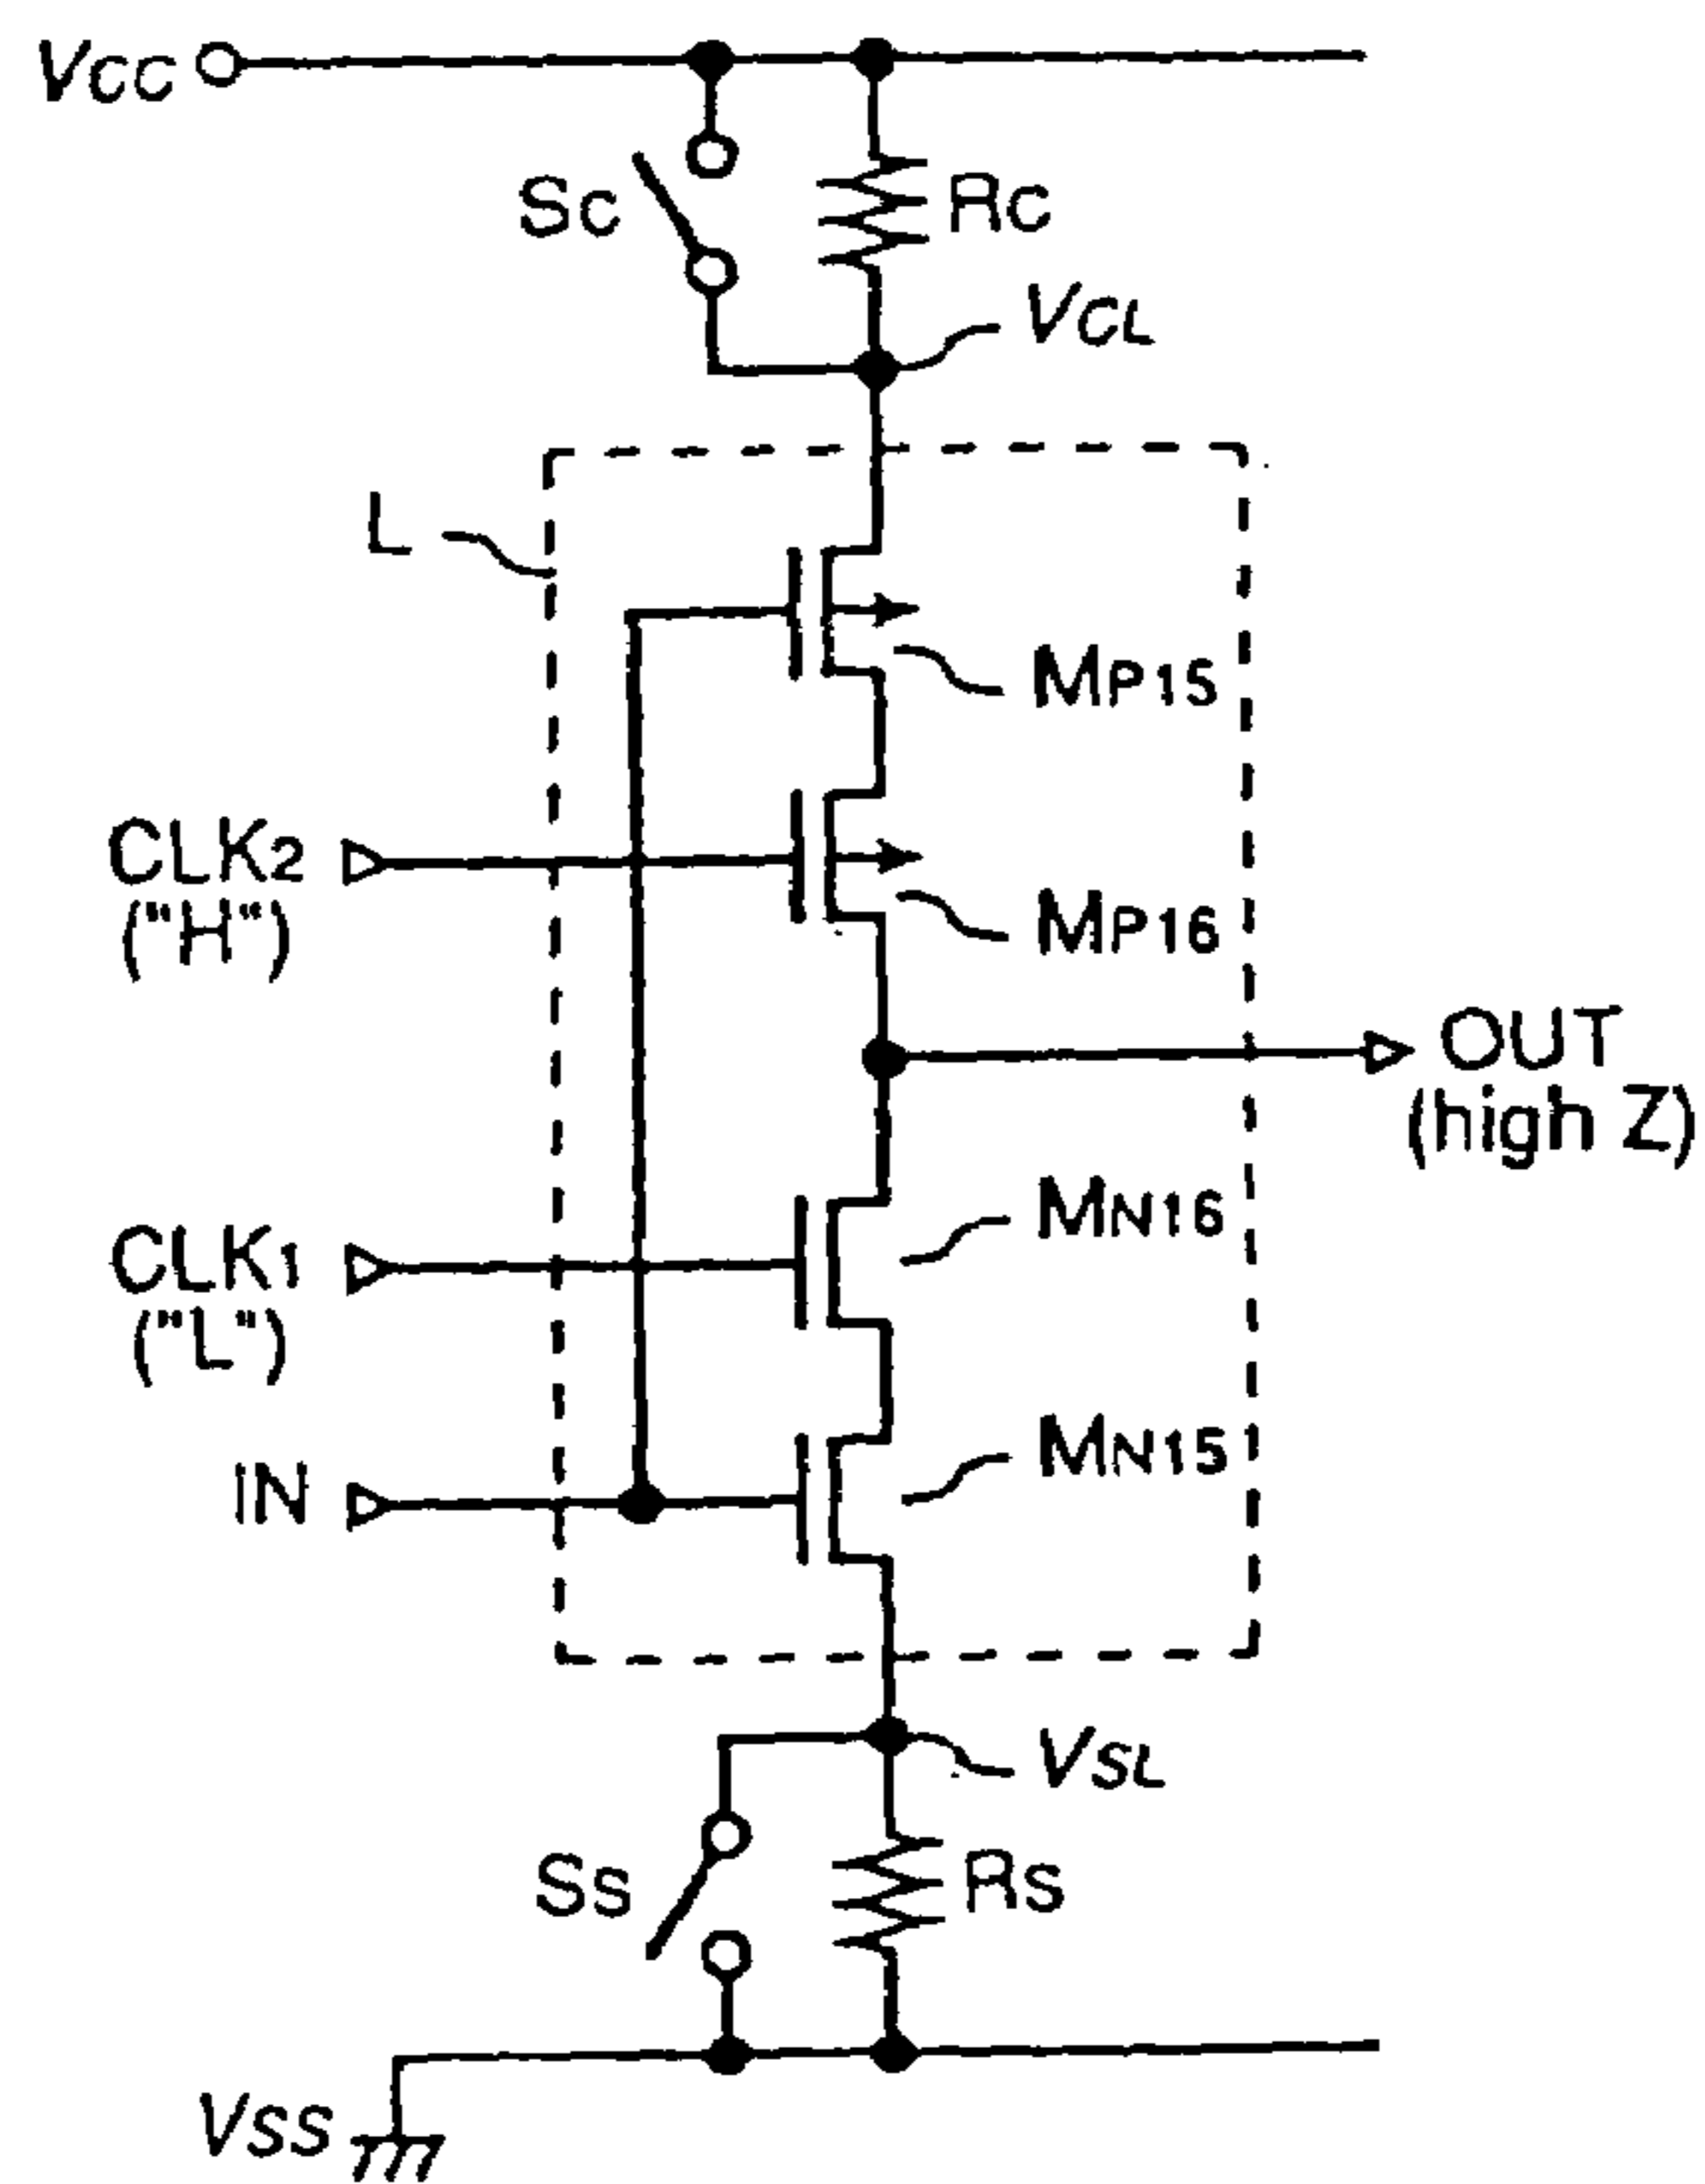 VCC
SC
RC
VCL
L
MP15
CLK2
("H")
MP16
OUT
(high Z)
MN16
CLK1
("L")
MN15
IN
VSL
SS
RS
VSS